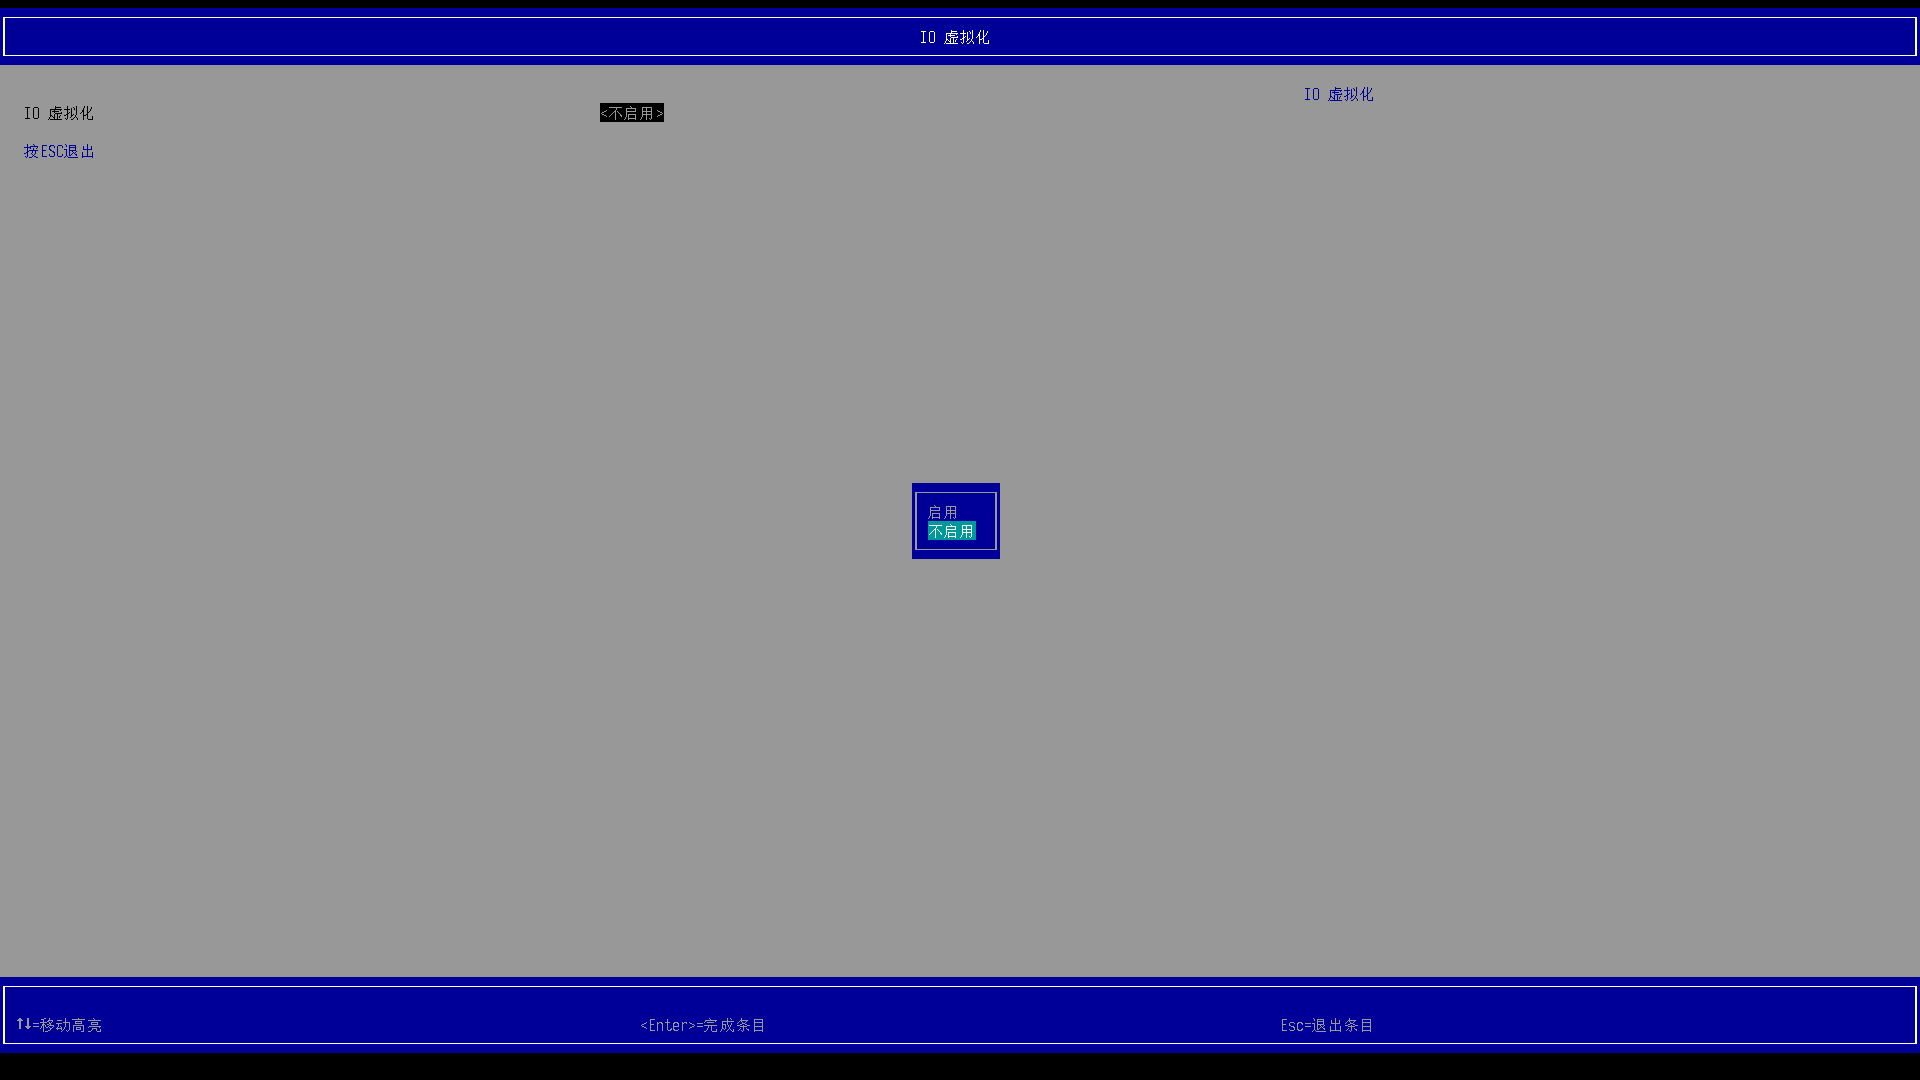 IO 虚拟化
IO 虚拟化
IO 虚拟化 <不启用>
按ESC退出
启用
不启用
↑↓=移动高亮 <Enter>=完成条目 Esc=退出条目